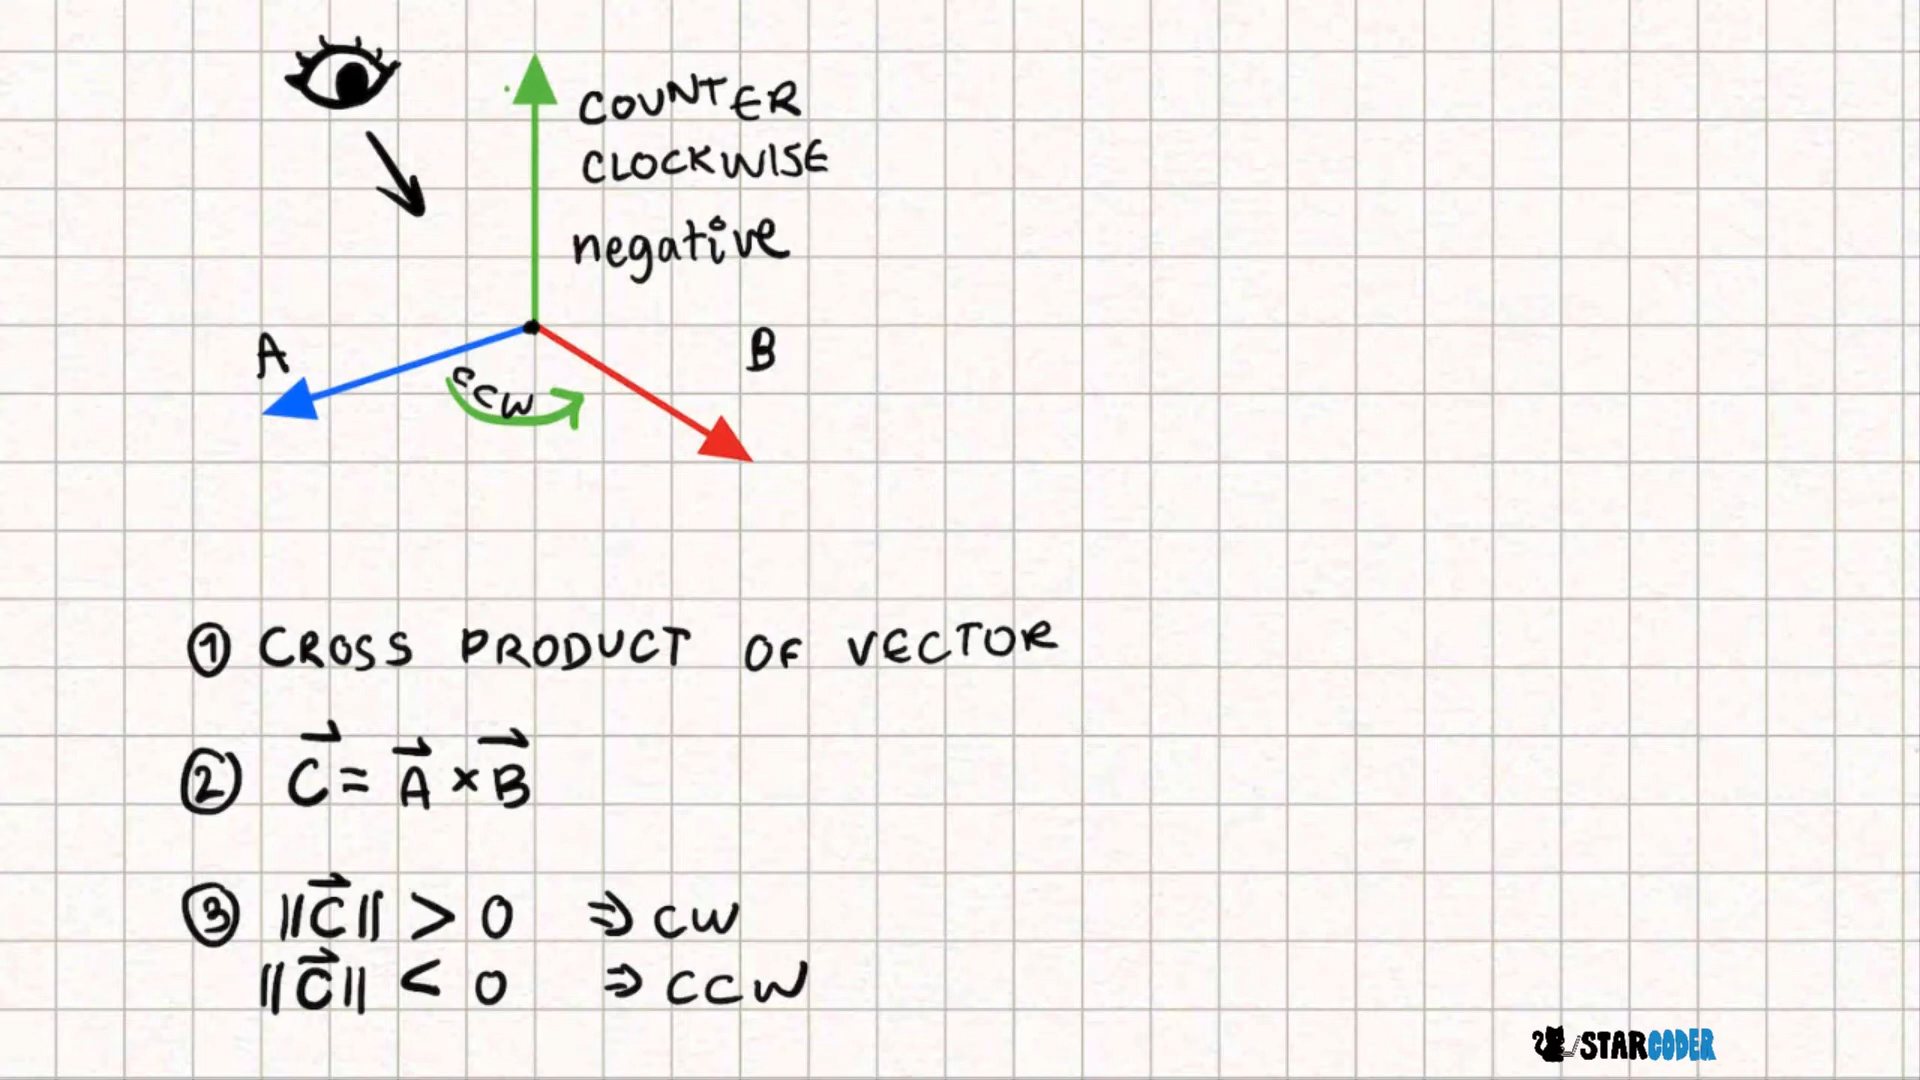 COUNTER
CLOCKWISE
negative
A
B
CCW
① CROSS PRODUCT OF VECTOR
② C⃗ = A⃗ × B⃗
③ ||C⃗|| > 0 ⇒ CW
||C⃗|| < 0 ⇒ CCW
STARCODER